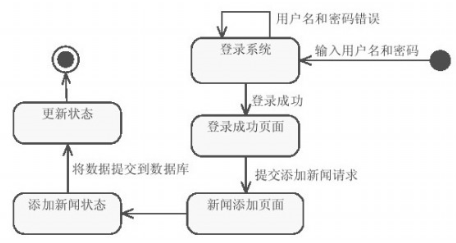 用户名和密码错误
登录系统
输入用户名和密码
登录成功
更新状态
登录成功页面
将数据提交到数据库
提交添加新闻请求
添加新闻状态
新闻添加页面